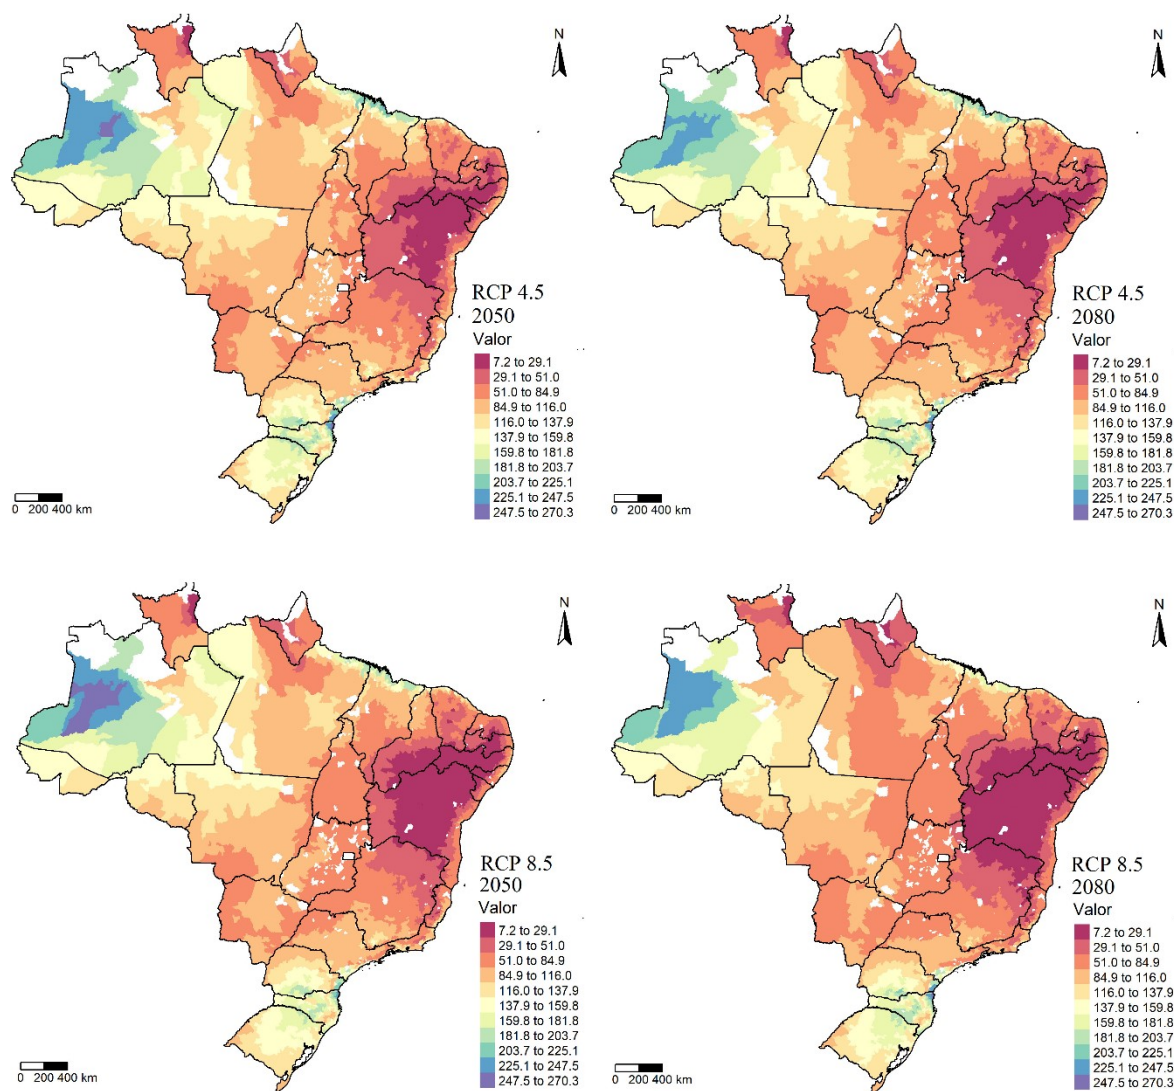 N
RCP 4.5
2050
Valor
7.2 to 29.1
29.1 to 51.0
51.0 to 84.9
84.9 to 116.0
116.0 to 137.9
137.9 to 159.8
159.8 to 181.8
181.8 to 203.7
203.7 to 225.1
225.1 to 247.5
247.5 to 270.3
0 200 400 km
N
RCP 4.5
2080
Valor
7.2 to 29.1
29.1 to 51.0
51.0 to 84.9
84.9 to 116.0
116.0 to 137.9
137.9 to 159.8
159.8 to 181.8
181.8 to 203.7
203.7 to 225.1
225.1 to 247.5
247.5 to 270.3
0 200 400 km
N
RCP 8.5
2050
Valor
7.2 to 29.1
29.1 to 51.0
51.0 to 84.9
84.9 to 116.0
116.0 to 137.9
137.9 to 159.8
159.8 to 181.8
181.8 to 203.7
203.7 to 225.1
225.1 to 247.5
247.5 to 270.3
0 200 400 km
N
RCP 8.5
2080
Valor
7.2 to 29.1
29.1 to 51.0
51.0 to 84.9
84.9 to 116.0
116.0 to 137.9
137.9 to 159.8
159.8 to 181.8
181.8 to 203.7
203.7 to 225.1
225.1 to 247.5
247.5 to 270.3
0 200 400 km